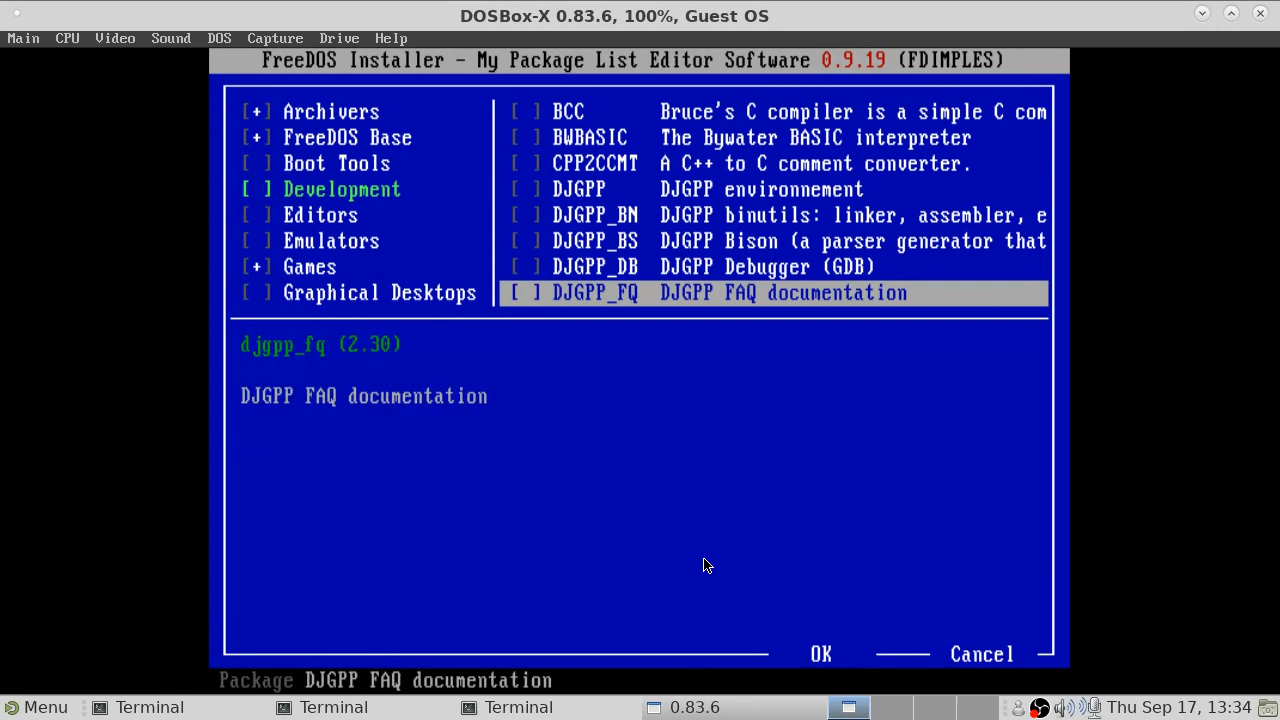 DOSBox-X 0.83.6, 100%, Guest OS
Main CPU Video Sound DOS Capture Drive Help
FreeDOS Installer - My Package List Editor Software 0.9.19 (FDIMPLES)
[+] Archivers
[+] FreeDOS Base
[ ] Boot Tools
[ ] Development
[ ] Editors
[ ] Emulators
[+] Games
[ ] Graphical Desktops
[ ] BCC Bruce's C compiler is a simple C com
[ ] BWBASIC The Bywater BASIC interpreter
[ ] CPP2CCMT A C++ to C comment converter.
[ ] DJGPP DJGPP environnement
[ ] DJGPP_BN DJGPP binutils: linker, assembler, e
[ ] DJGPP_BS DJGPP Bison (a parser generator that
[ ] DJGPP_DB DJGPP Debugger (GDB)
[ ] DJGPP_FQ DJGPP FAQ documentation
djgpp_fq (2.30)
DJGPP FAQ documentation
OK Cancel
Package DJGPP FAQ documentation
Menu Terminal Terminal Terminal 0.83.6 Thu Sep 17, 13:34